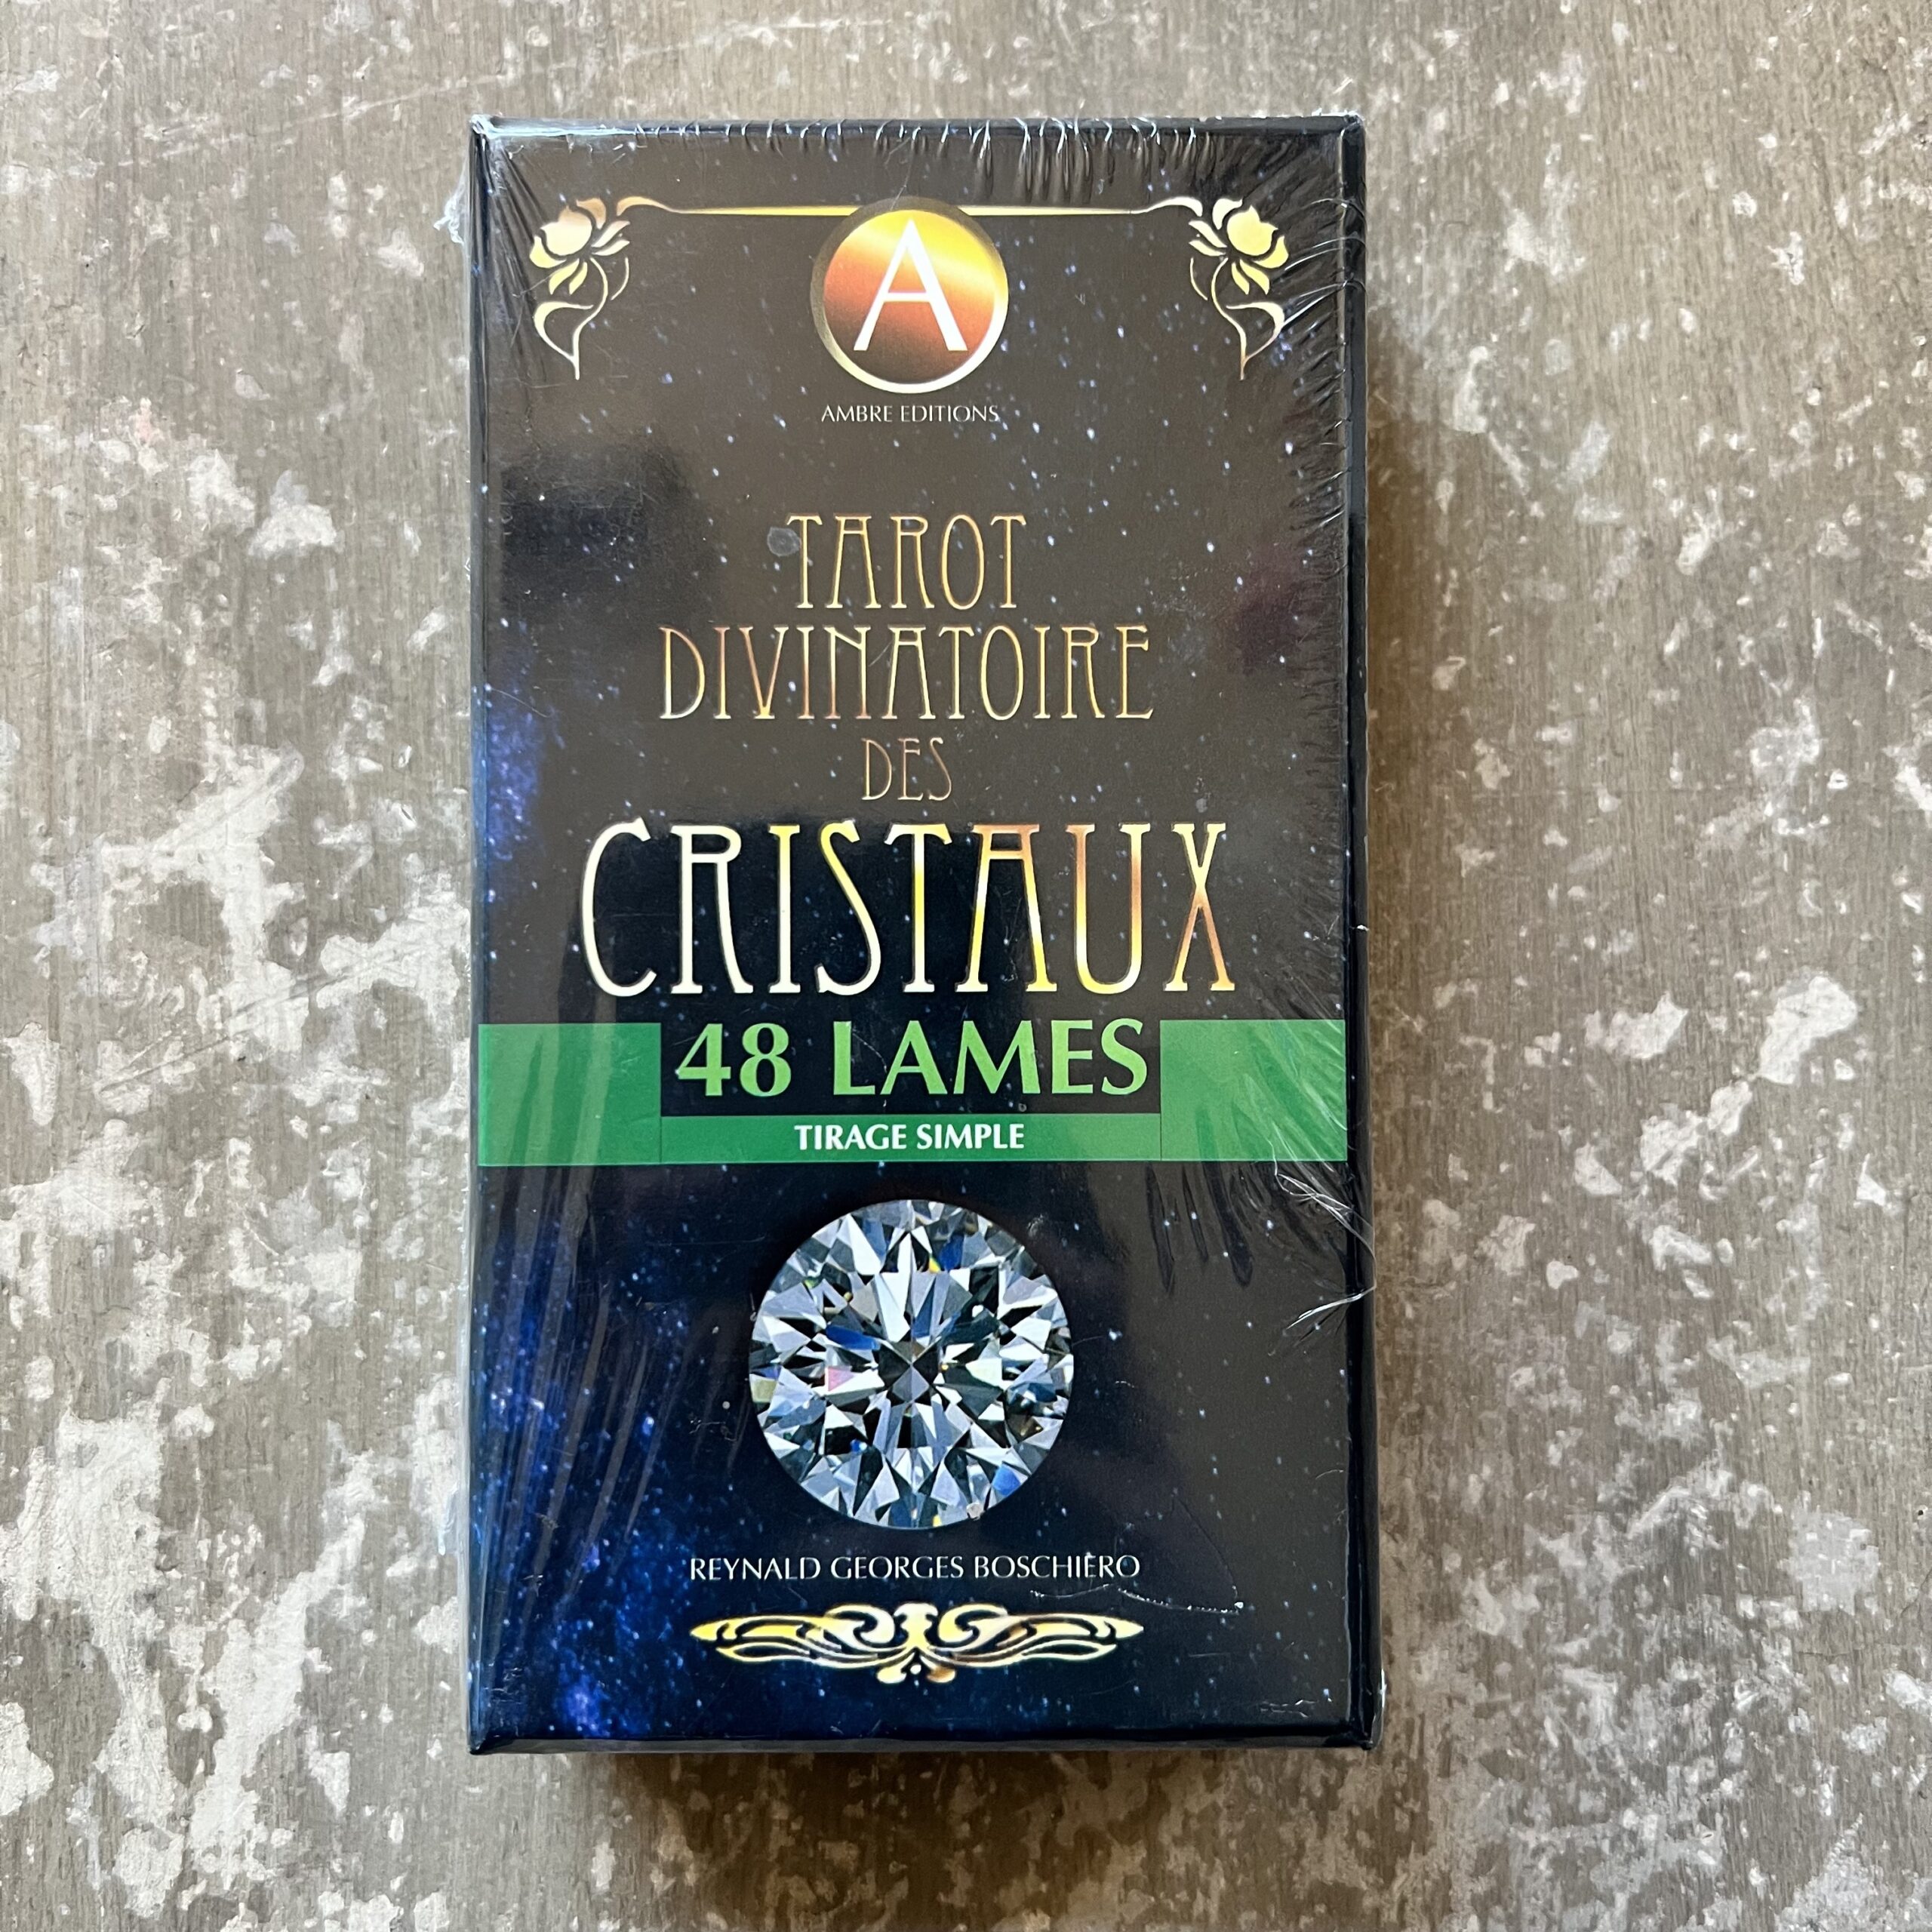 A
AMBRE EDITIONS
TAROT
DIVINATOIRE
DES
CRISTAUX
48 LAMES
TIRAGE SIMPLE
REYNALD GEORGES BOSCHIERO